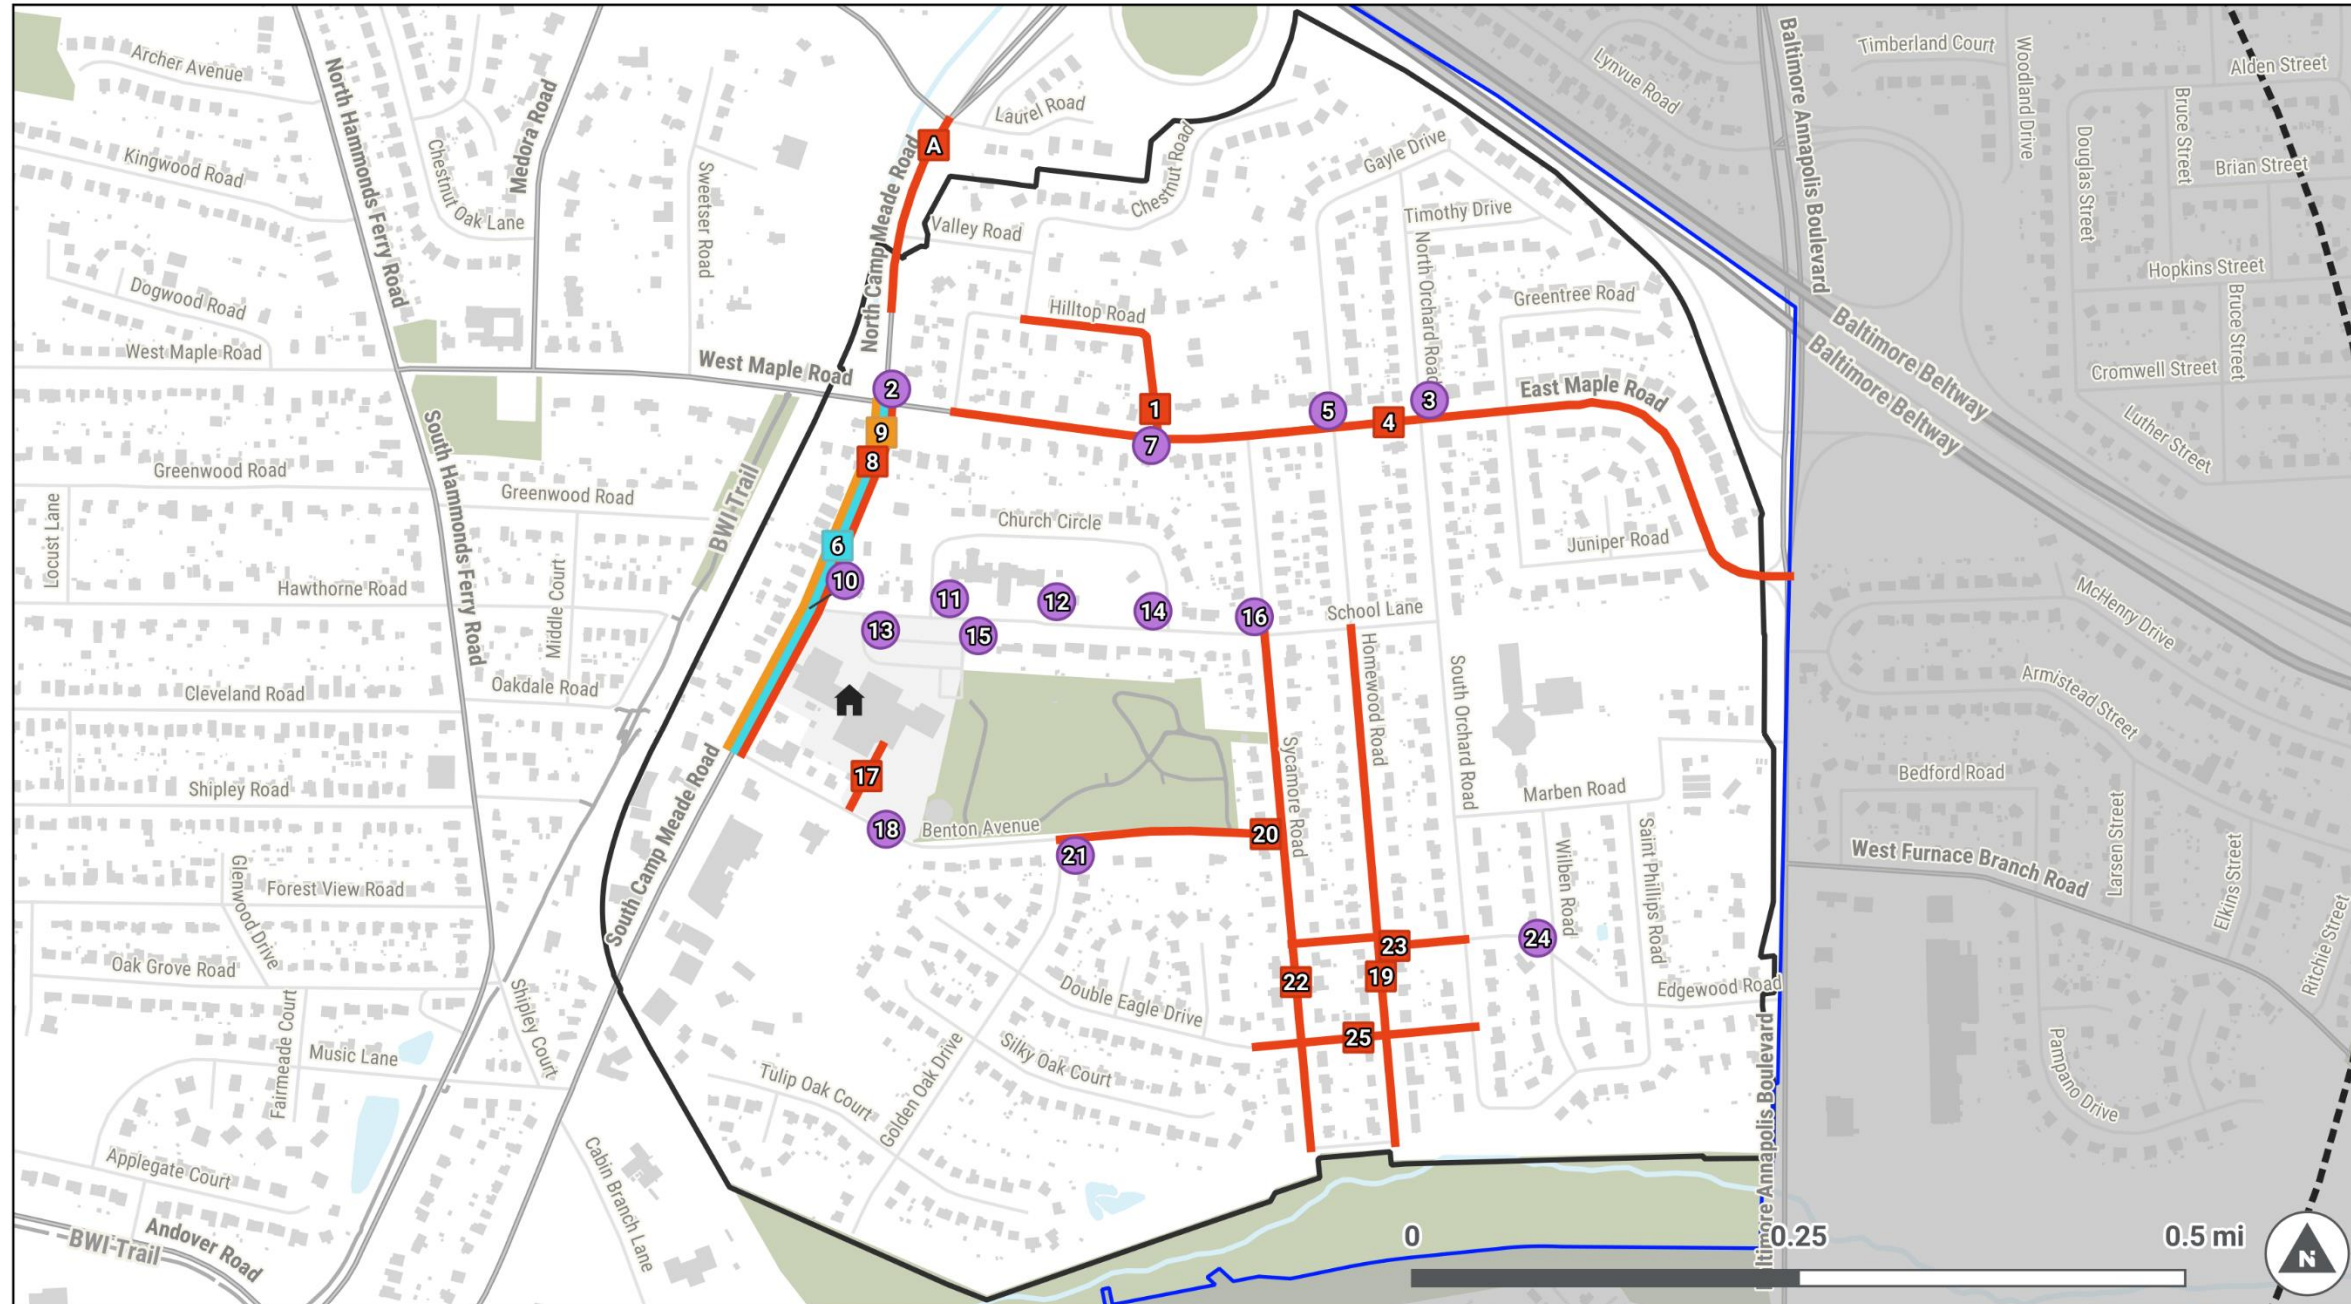 Archer Avenue
North Hammonds Ferry Road
Medora Road
Chestnut Oak Lane
Kingwood Road
Dogwood Road
West Maple Road
Sweetser Road
North Camp Meade Road
A
Laurel Road
Valley Road
Chestnut Road
Gayle Drive
Timothy Drive
North Orchard Road
Greentree Road
Hilltop Road
Lynvue Road
Baltimore Annapolis Boulevard
Timberland Court
Woodland Drive
Alden Street
Bruce Street
Douglas Street
Brian Street
Hopkins Street
Bruce Street
Cromwell Street
Luther Street
Baltimore Beltway
Baltimore Beltway
West Maple Road
East Maple Road
2
9
8
1
7
5
4
3
South Hammonds Ferry Road
Greenwood Road
Greenwood Road
Locust Lane
BWI-Trail
Church Circle
Juniper Road
Hawthorne Road
Middle Court
6
10
11
12
13
14
15
16
School Lane
McHenry Drive
Armistead Street
Cleveland Road
Oakdale Road
Homewood Road
South Orchard Road
Sycamore Road
Shipley Road
South Camp Meade Road
17
18
Benton Avenue
20
21
Marben Road
Bedford Road
Larsen Street
West Furnace Branch Road
Elkins Street
Ritchie Street
Glenwood Drive
Forest View Road
Wilben Road
Saint Phillips Road
24
23
19
22
25
Oak Grove Road
Edgewood Road
Double Eagle Drive
Silky Oak Court
Golden Oak Drive
Tulip Oak Court
Shipley Court
Fairmeade Court
Music Lane
Pampano Drive
Baltimore Annapolis Boulevard
Applegate Court
Cabin Branch Lane
Andover Road
BWI-Trail
0
0.25
0.5 mi
N